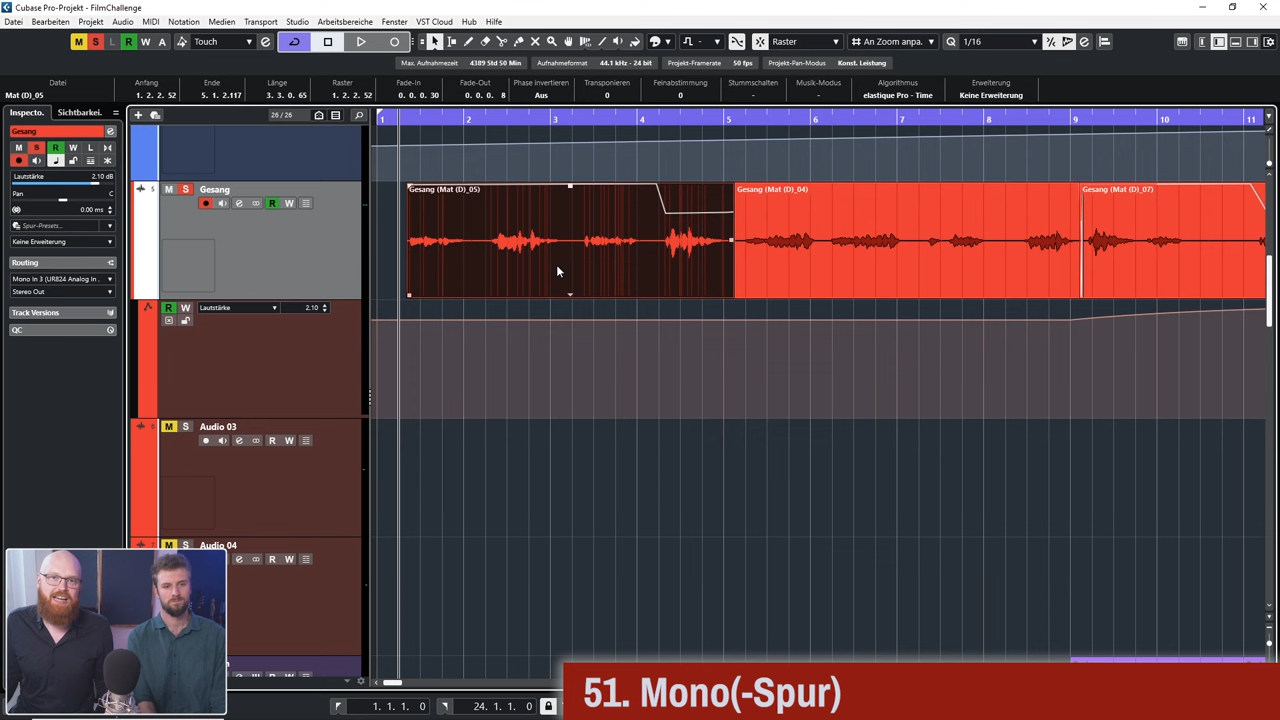 Cubase Pro-Projekt - FilmChallenge
Datei Bearbeiten Projekt Audio MIDI Notation Medien Transport Studio Arbeitsbereiche Fenster VST Cloud Hub Hilfe
M S L R W A Touch Raster An Zoom anpa. 1/16
Max. Aufnahmezeit 4389 Std 50 Min Aufnahmeformat 44.1 kHz - 24 bit Projekt-Framerate 50 fps Projekt-Pan-Modus Konst. Leistung
Datei Anfang Ende Länge Raster Fade-In Fade-Out Phase invertieren Transponieren Feinabstimmung Stummschalten Musik-Modus Algorithmus Erweiterung
Mat (D)_05 1. 2. 2. 52 5. 1. 2.117 3. 3. 0. 65 1. 2. 2. 52 0. 0. 0. 30 0. 0. 0. 8 Aus 0 0 - - elastique Pro - Time Keine Erweiterung
Inspecto. Sichtbarkei. 26 / 26 1 2 3 4 5 6 7 8 9 10 11
Gesang
M S R W L
Lautstärke 2.10 dB
Pan C
0.00 ms
Spur-Presets...
Keine Erweiterung
Routing
Mono In 3 (UR824 Analog In .
Stereo Out
Track Versions
QC
5 M S Gesang
R W
Gesang (Mat (D)_05) Gesang (Mat (D)_04) Gesang (Mat (D)_07)
R W Lautstärke 2.10
6 M S Audio 03
R W
7 M S Audio 04
R W
51. Mono(-Spur)
1. 1. 1. 0 24. 1. 1. 0